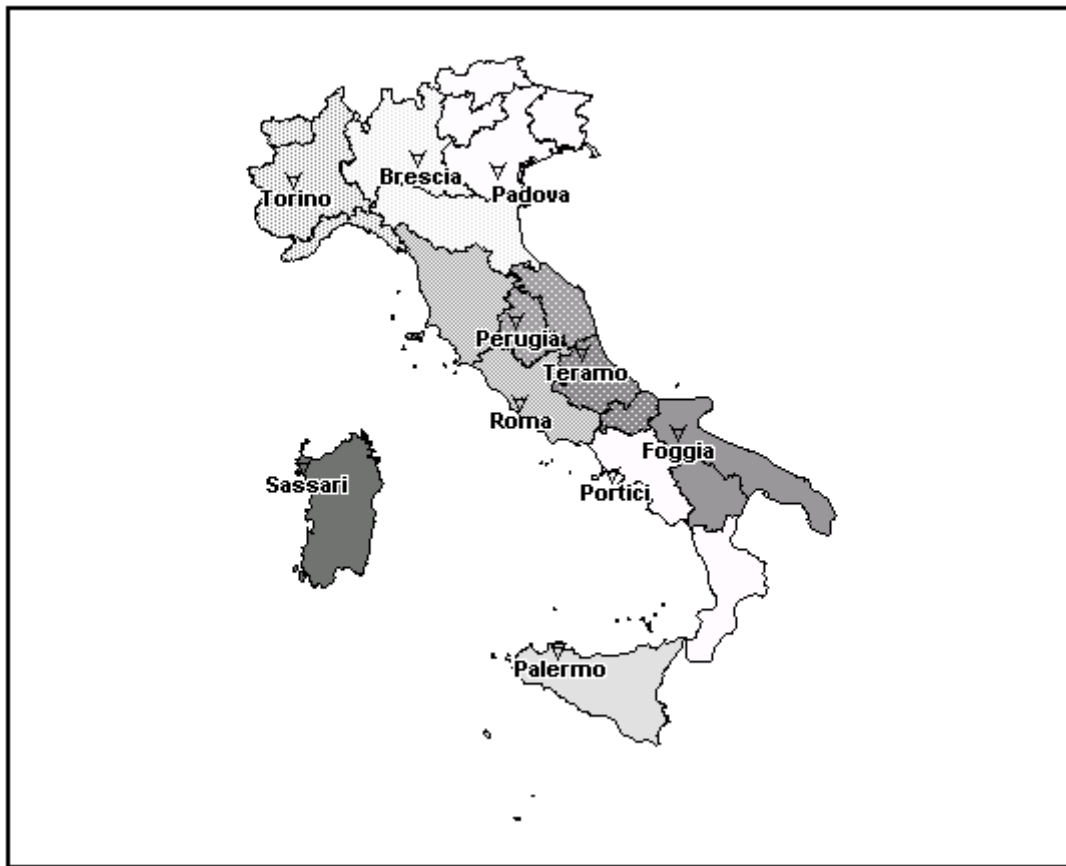 Brescia
Padova
Torino
Perugia
Teramo
Roma
Foggia
Sassari
Portici
Palermo